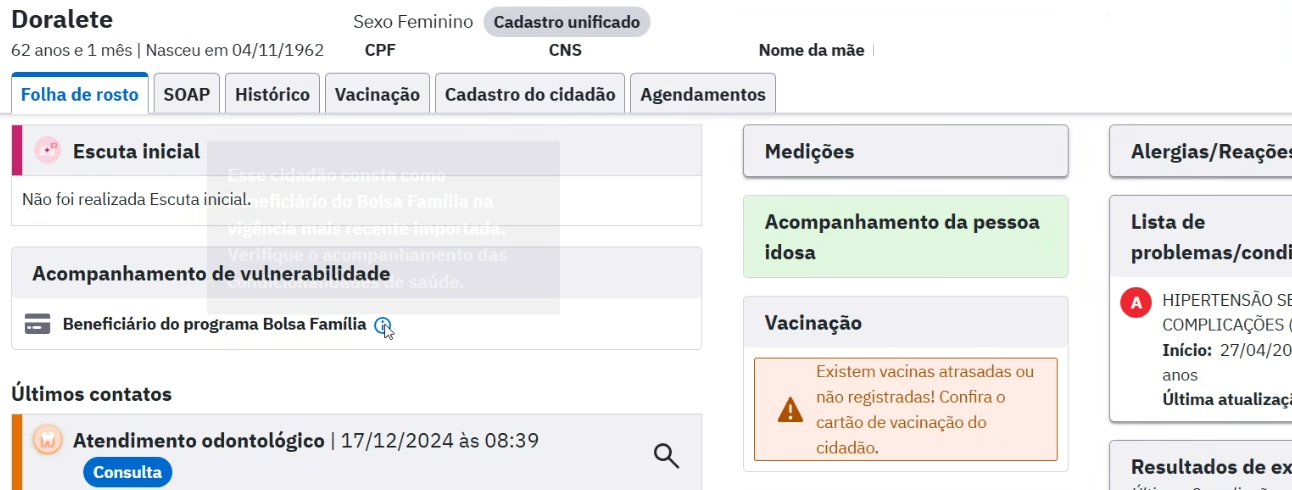 Doralete
Sexo Feminino Cadastro unificado
62 anos e 1 mês | Nasceu em 04/11/1962 CPF CNS Nome da mãe
Folha de rosto SOAP Histórico Vacinação Cadastro do cidadão Agendamentos
Escuta inicial
Não foi realizada Escuta inicial.
Esse cidadão consta como
beneficiário do Bolsa Família na
vigência mais recente importada.
Verifique o acompanhamento das
condicionalidades de saúde.
Acompanhamento de vulnerabilidade
Beneficiário do programa Bolsa Família
Últimos contatos
Atendimento odontológico | 17/12/2024 às 08:39
Consulta
Medições
Acompanhamento da pessoa
idosa
Vacinação
Existem vacinas atrasadas ou
não registradas! Confira o
cartão de vacinação do
cidadão.
Alergias/Reações
Lista de
problemas/condi
A
HIPERTENSÃO SE
COMPLICAÇÕES (
Início: 27/04/20
anos
Última atualizaçã
Resultados de ex